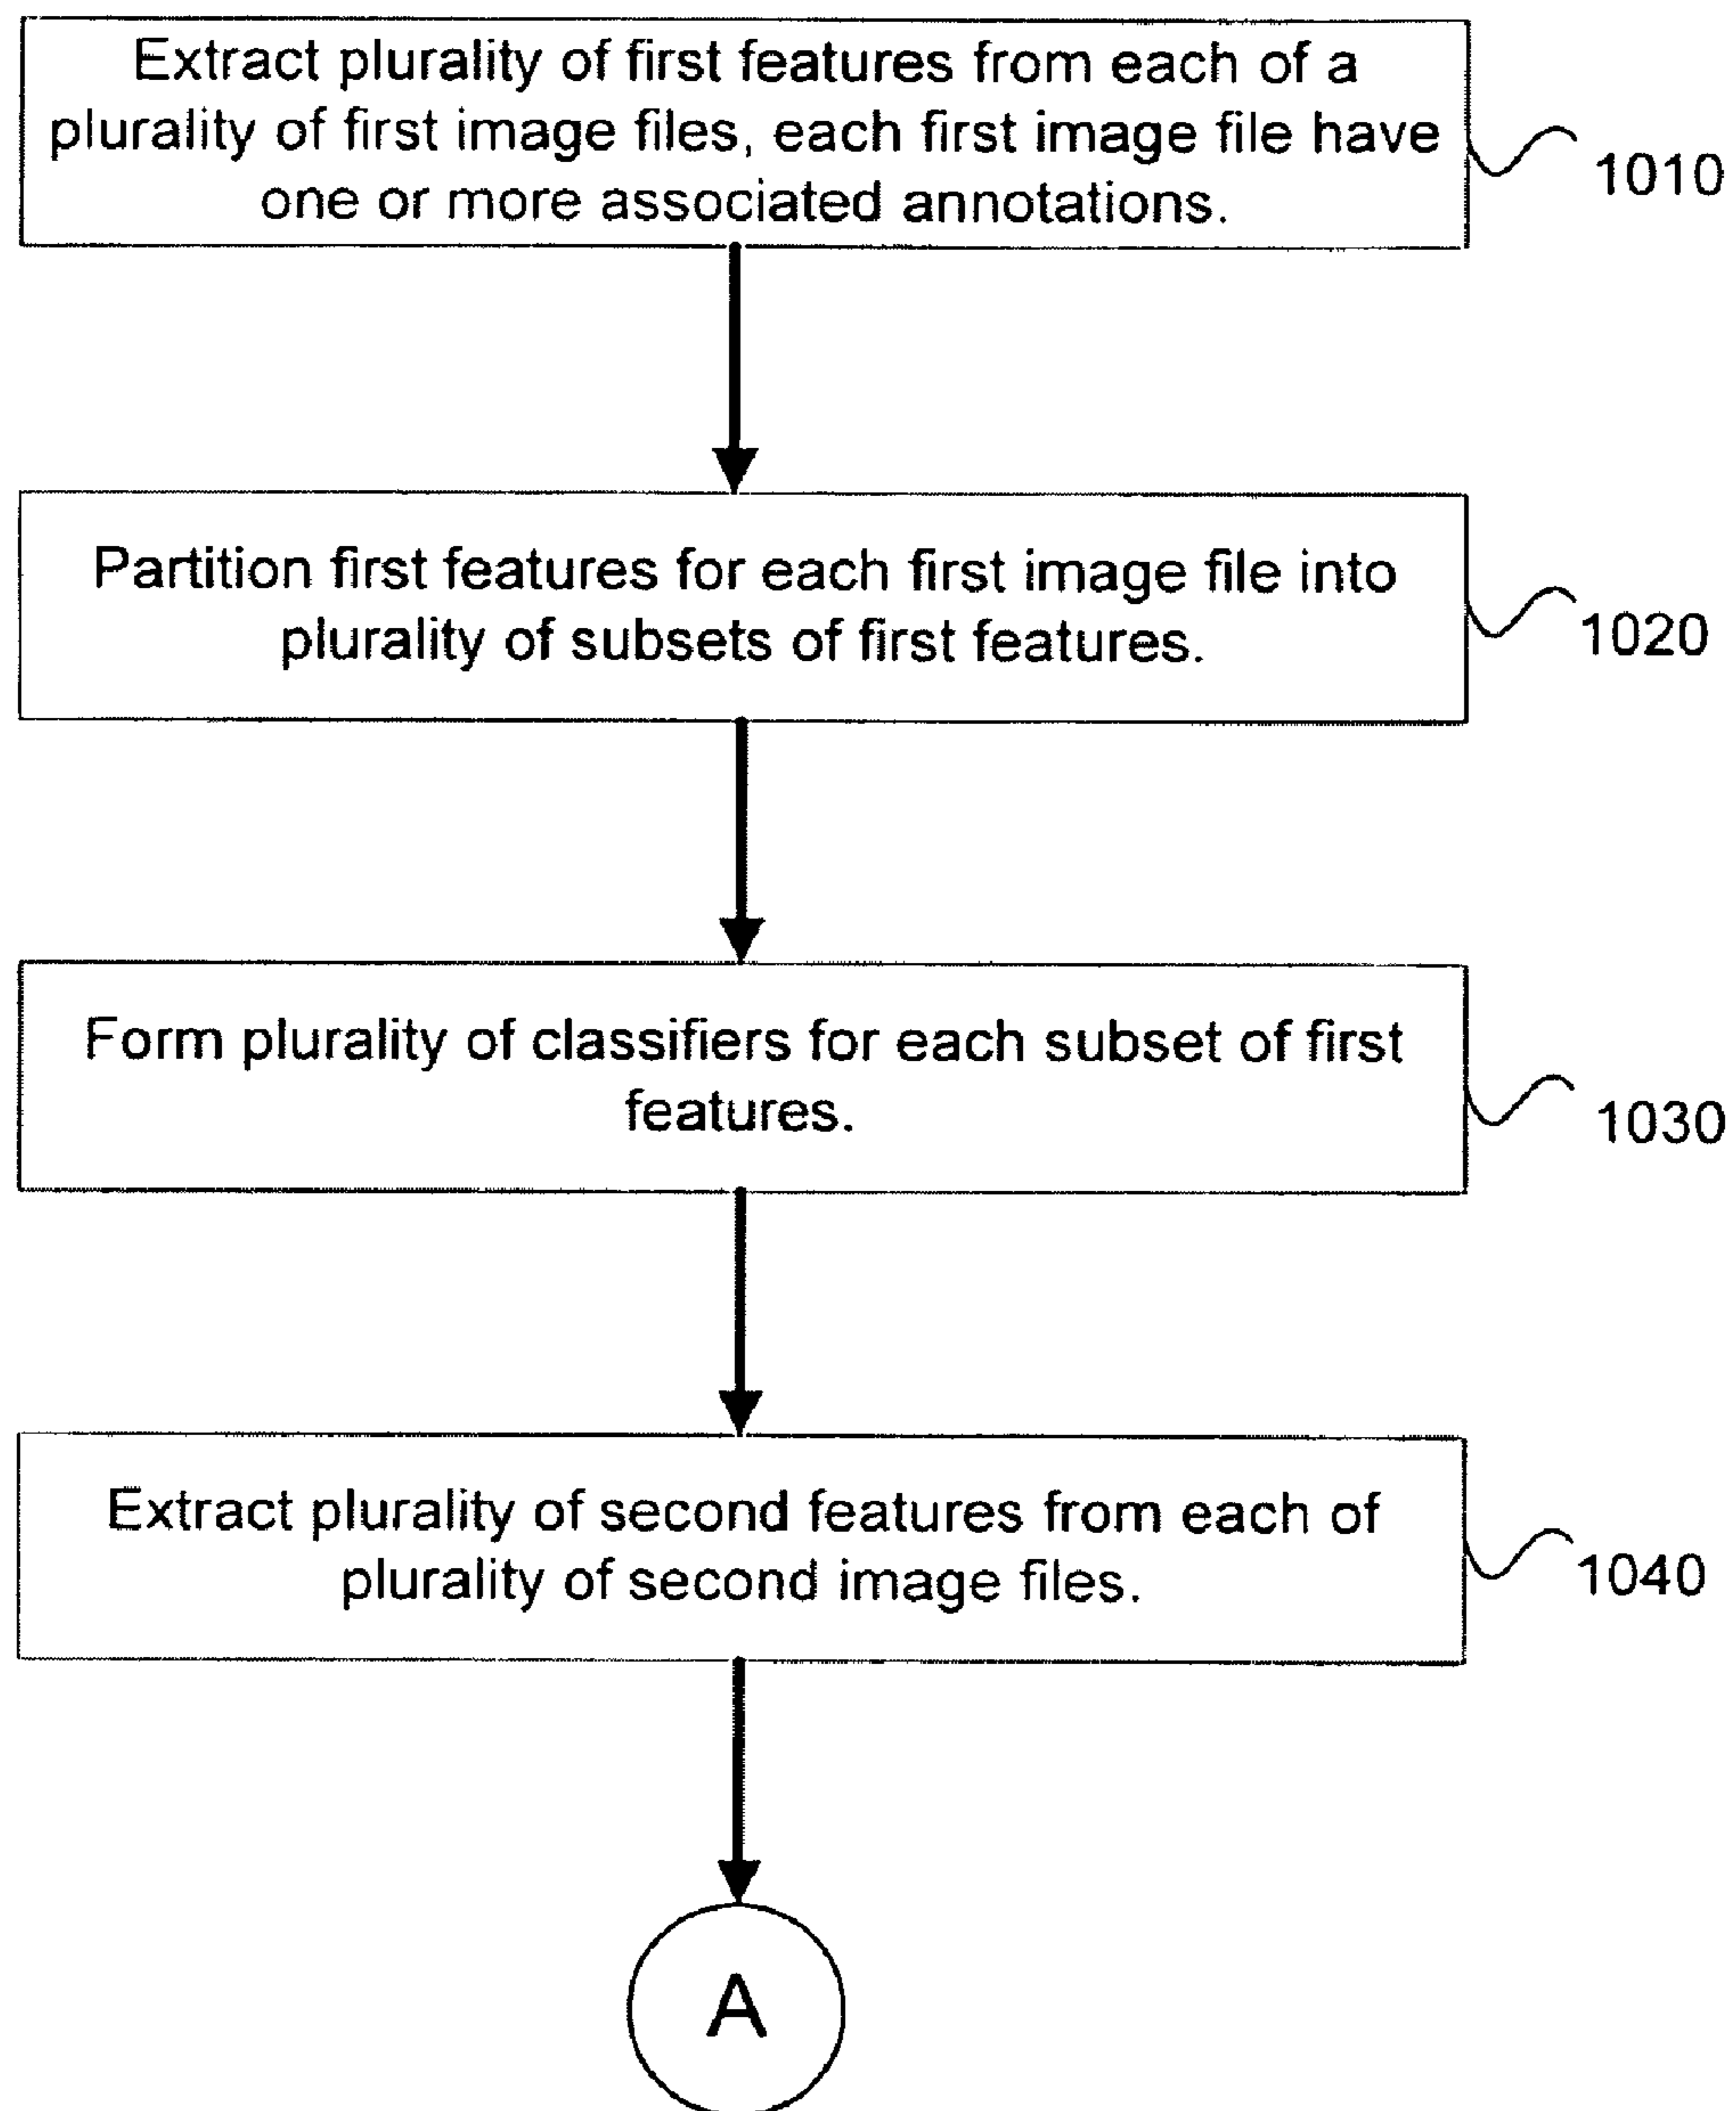 Extract plurality of first features from each of a
plurality of first image files, each first image file have
one or more associated annotations.
1010
Partition first features for each first image file into
plurality of subsets of first features.
1020
Form plurality of classifiers for each subset of first
features.
1030
Extract plurality of second features from each of
plurality of second image files.
1040
A